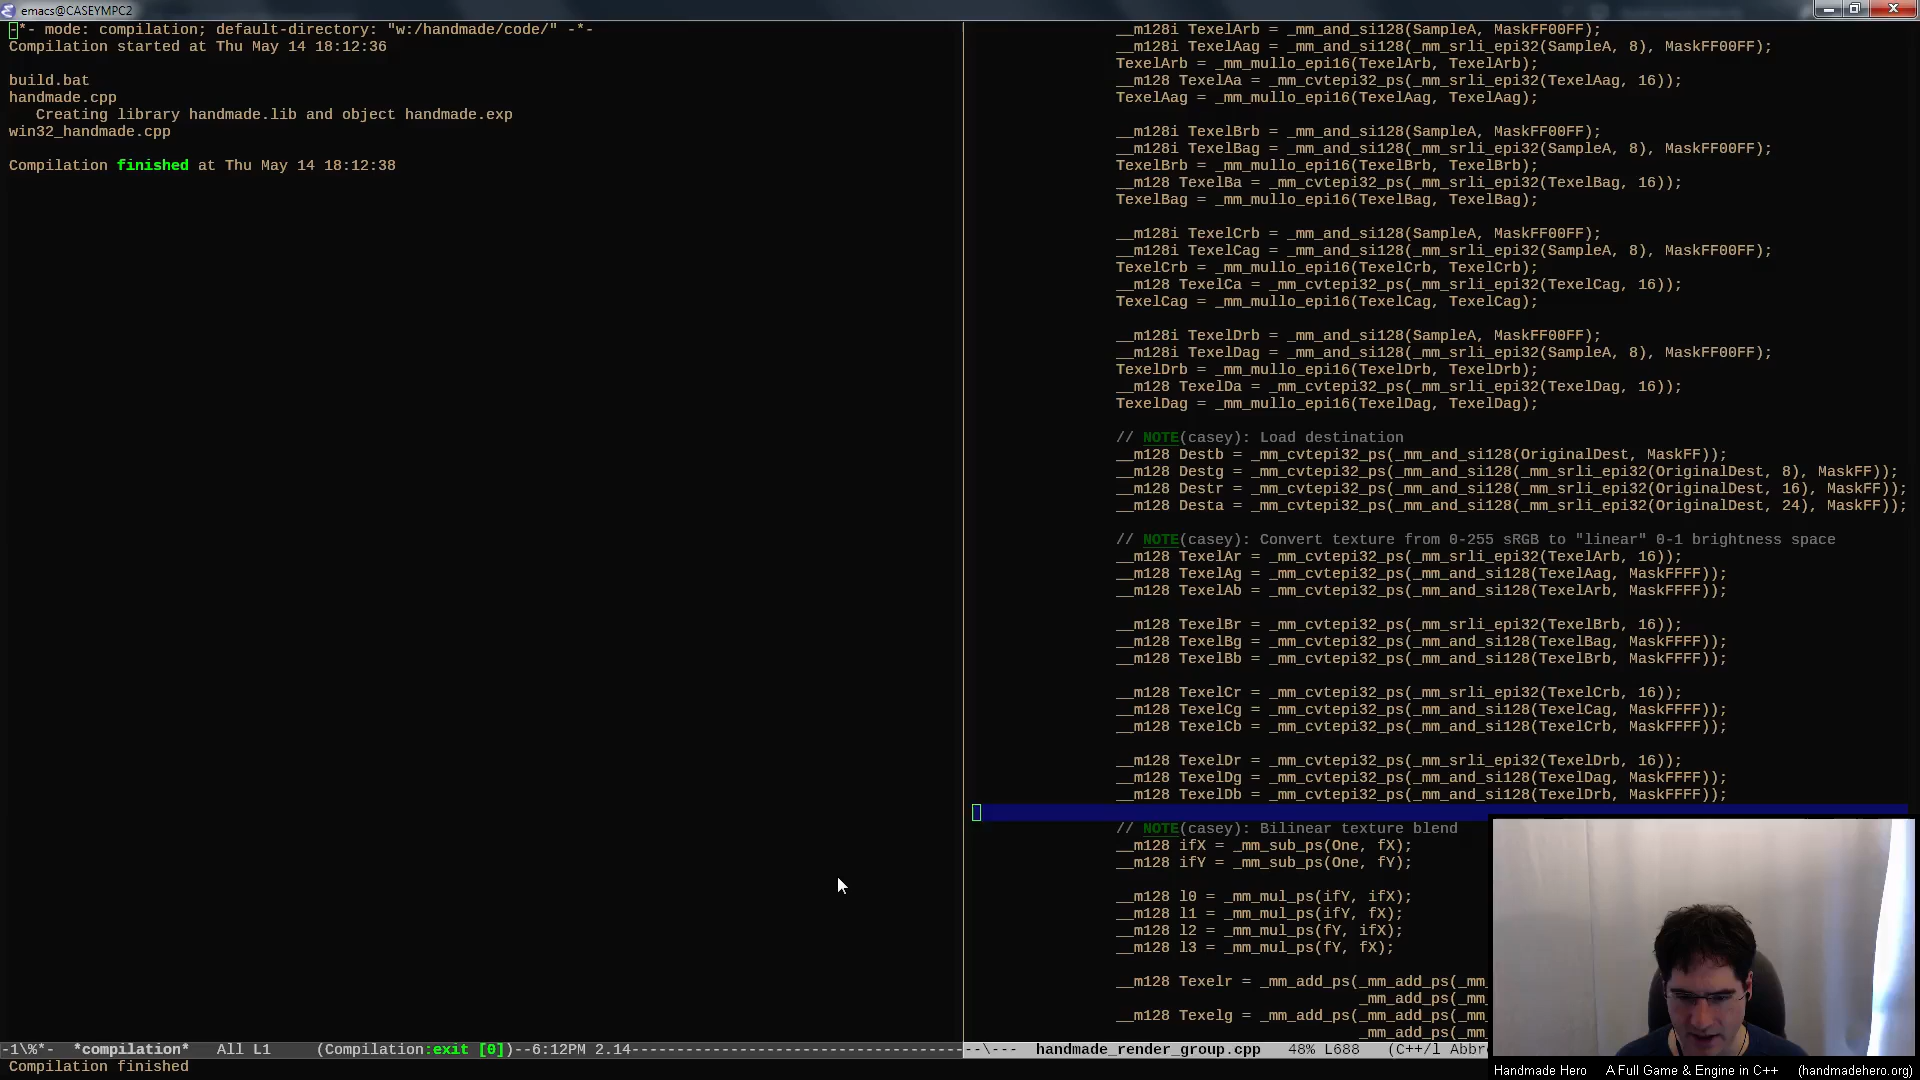 emacs@CASEYMPC2
-*- mode: compilation; default-directory: "w:/handmade/code/" -*-
Compilation started at Thu May 14 18:12:36
build.bat
handmade.cpp
Creating library handmade.lib and object handmade.exp
win32_handmade.cpp
Compilation finished at Thu May 14 18:12:38
-1\%*-  *compilation*   All L1     (Compilation:exit [0])--6:12PM 2.14--------------------------------------
Compilation finished
__m128i TexelArb = _mm_and_si128(SampleA, MaskFF00FF);
__m128i TexelAag = _mm_and_si128(_mm_srli_epi32(SampleA, 8), MaskFF00FF);
TexelArb = _mm_mullo_epi16(TexelArb, TexelArb);
__m128 TexelAa = _mm_cvtepi32_ps(_mm_srli_epi32(TexelAag, 16));
TexelAag = _mm_mullo_epi16(TexelAag, TexelAag);
__m128i TexelBrb = _mm_and_si128(SampleA, MaskFF00FF);
__m128i TexelBag = _mm_and_si128(_mm_srli_epi32(SampleA, 8), MaskFF00FF);
TexelBrb = _mm_mullo_epi16(TexelBrb, TexelBrb);
__m128 TexelBa = _mm_cvtepi32_ps(_mm_srli_epi32(TexelBag, 16));
TexelBag = _mm_mullo_epi16(TexelBag, TexelBag);
__m128i TexelCrb = _mm_and_si128(SampleA, MaskFF00FF);
__m128i TexelCag = _mm_and_si128(_mm_srli_epi32(SampleA, 8), MaskFF00FF);
TexelCrb = _mm_mullo_epi16(TexelCrb, TexelCrb);
__m128 TexelCa = _mm_cvtepi32_ps(_mm_srli_epi32(TexelCag, 16));
TexelCag = _mm_mullo_epi16(TexelCag, TexelCag);
__m128i TexelDrb = _mm_and_si128(SampleA, MaskFF00FF);
__m128i TexelDag = _mm_and_si128(_mm_srli_epi32(SampleA, 8), MaskFF00FF);
TexelDrb = _mm_mullo_epi16(TexelDrb, TexelDrb);
__m128 TexelDa = _mm_cvtepi32_ps(_mm_srli_epi32(TexelDag, 16));
TexelDag = _mm_mullo_epi16(TexelDag, TexelDag);
// NOTE(casey): Load destination
__m128 Destb = _mm_cvtepi32_ps(_mm_and_si128(OriginalDest, MaskFF));
__m128 Destg = _mm_cvtepi32_ps(_mm_and_si128(_mm_srli_epi32(OriginalDest, 8), MaskFF));
__m128 Destr = _mm_cvtepi32_ps(_mm_and_si128(_mm_srli_epi32(OriginalDest, 16), MaskFF));
__m128 Desta = _mm_cvtepi32_ps(_mm_and_si128(_mm_srli_epi32(OriginalDest, 24), MaskFF));
// NOTE(casey): Convert texture from 0-255 sRGB to "linear" 0-1 brightness space
__m128 TexelAr = _mm_cvtepi32_ps(_mm_srli_epi32(TexelArb, 16));
__m128 TexelAg = _mm_cvtepi32_ps(_mm_and_si128(TexelAag, MaskFFFF));
__m128 TexelAb = _mm_cvtepi32_ps(_mm_and_si128(TexelArb, MaskFFFF));
__m128 TexelBr = _mm_cvtepi32_ps(_mm_srli_epi32(TexelBrb, 16));
__m128 TexelBg = _mm_cvtepi32_ps(_mm_and_si128(TexelBag, MaskFFFF));
__m128 TexelBb = _mm_cvtepi32_ps(_mm_and_si128(TexelBrb, MaskFFFF));
__m128 TexelCr = _mm_cvtepi32_ps(_mm_srli_epi32(TexelCrb, 16));
__m128 TexelCg = _mm_cvtepi32_ps(_mm_and_si128(TexelCag, MaskFFFF));
__m128 TexelCb = _mm_cvtepi32_ps(_mm_and_si128(TexelCrb, MaskFFFF));
__m128 TexelDr = _mm_cvtepi32_ps(_mm_srli_epi32(TexelDrb, 16));
__m128 TexelDg = _mm_cvtepi32_ps(_mm_and_si128(TexelDag, MaskFFFF));
__m128 TexelDb = _mm_cvtepi32_ps(_mm_and_si128(TexelDrb, MaskFFFF));
// NOTE(casey): Bilinear texture blend
__m128 ifX = _mm_sub_ps(One, fX);
__m128 ifY = _mm_sub_ps(One, fY);
__m128 l0 = _mm_mul_ps(ifY, ifX);
__m128 l1 = _mm_mul_ps(ifY, fX);
__m128 l2 = _mm_mul_ps(fY, ifX);
__m128 l3 = _mm_mul_ps(fY, fX);
__m128 Texelr = _mm_add_ps(_mm_add_ps(_mm_
_mm_add_ps(_mm_
__m128 Texelg = _mm_add_ps(_mm_add_ps(_mm_
_mm_add_ps(_mm_
--\---  handmade_render_group.cpp   48% L688   (C++/l Abbre
Handmade Hero   A Full Game & Engine in C++   (handmadehero.org)